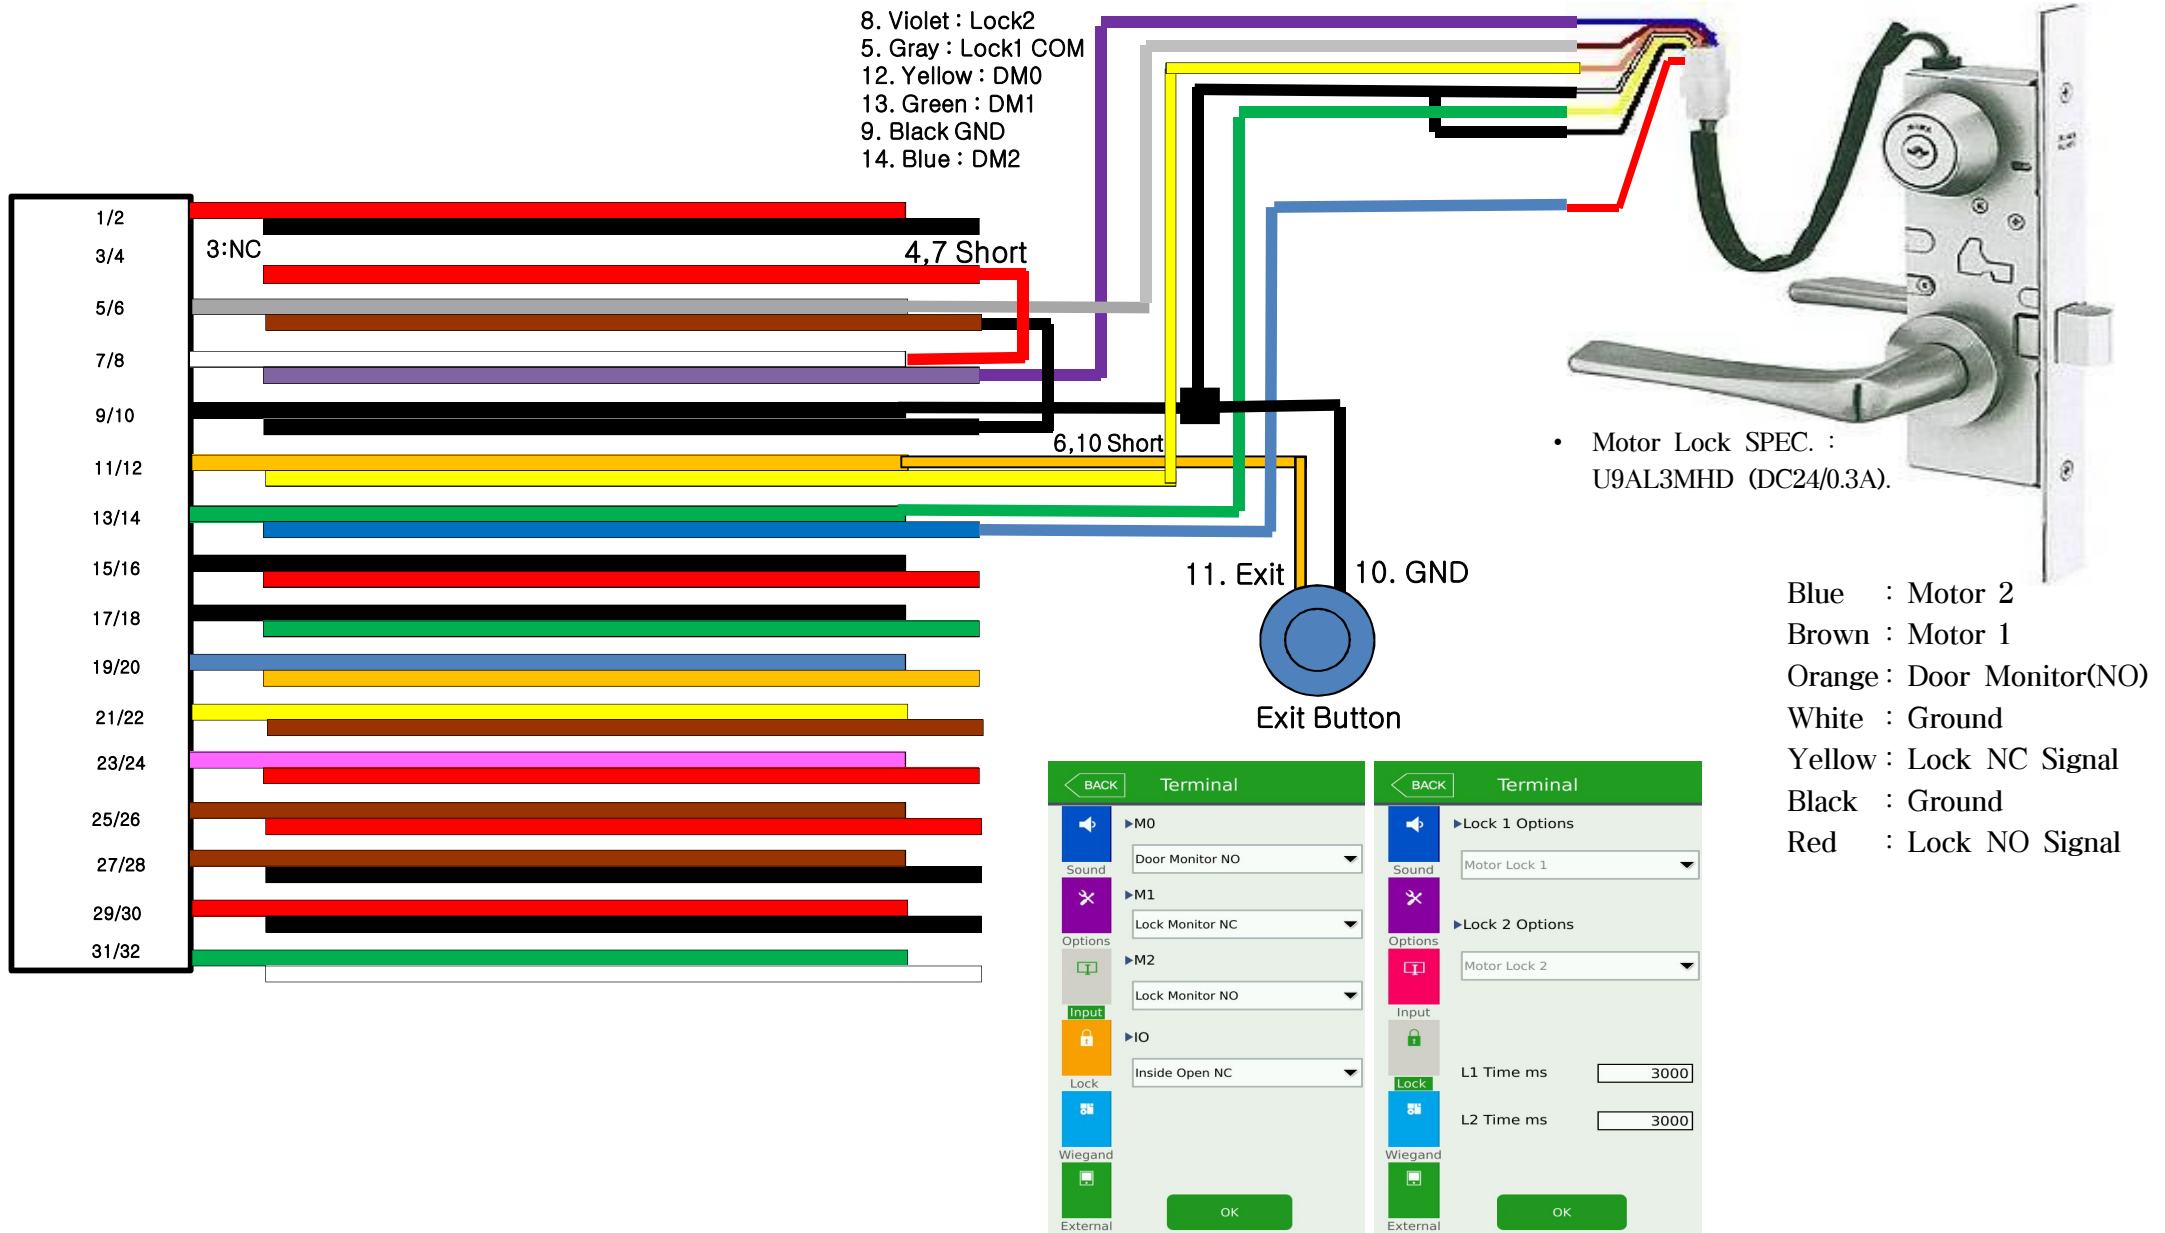 8. Violet : Lock2
5. Gray : Lock1 COM
12. Yellow : DM0
13. Green : DM1
9. Black GND
14. Blue : DM2
1/2
3/4
3:NC
4,7 Short
5/6
7/8
9/10
6,10 Short
11/12
13/14
15/16
17/18
19/20
21/22
23/24
25/26
27/28
29/30
31/32
11. Exit
10. GND
Exit Button
• Motor Lock SPEC. :
U9AL3MHD (DC24/0.3A).
Blue : Motor 2
Brown : Motor 1
Orange : Door Monitor(NO)
White : Ground
Yellow : Lock NC Signal
Black : Ground
Red : Lock NO Signal
BACK Terminal
Sound
Options
Input
Lock
Wiegand
External
M0
Door Monitor NO
M1
Lock Monitor NC
M2
Lock Monitor NO
IO
Inside Open NC
OK
BACK Terminal
Sound
Options
Input
Lock
Wiegand
External
Lock 1 Options
Motor Lock 1
Lock 2 Options
Motor Lock 2
L1 Time ms 3000
L2 Time ms 3000
OK